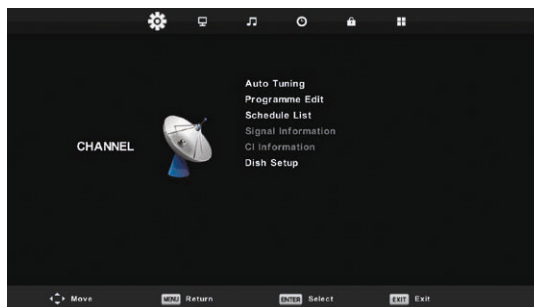 Auto Tuning
Programme Edit
Schedule List
Signal Information
CI Information
Dish Setup
CHANNEL
Move
MENU Return
ENTER Select
EXIT Exit